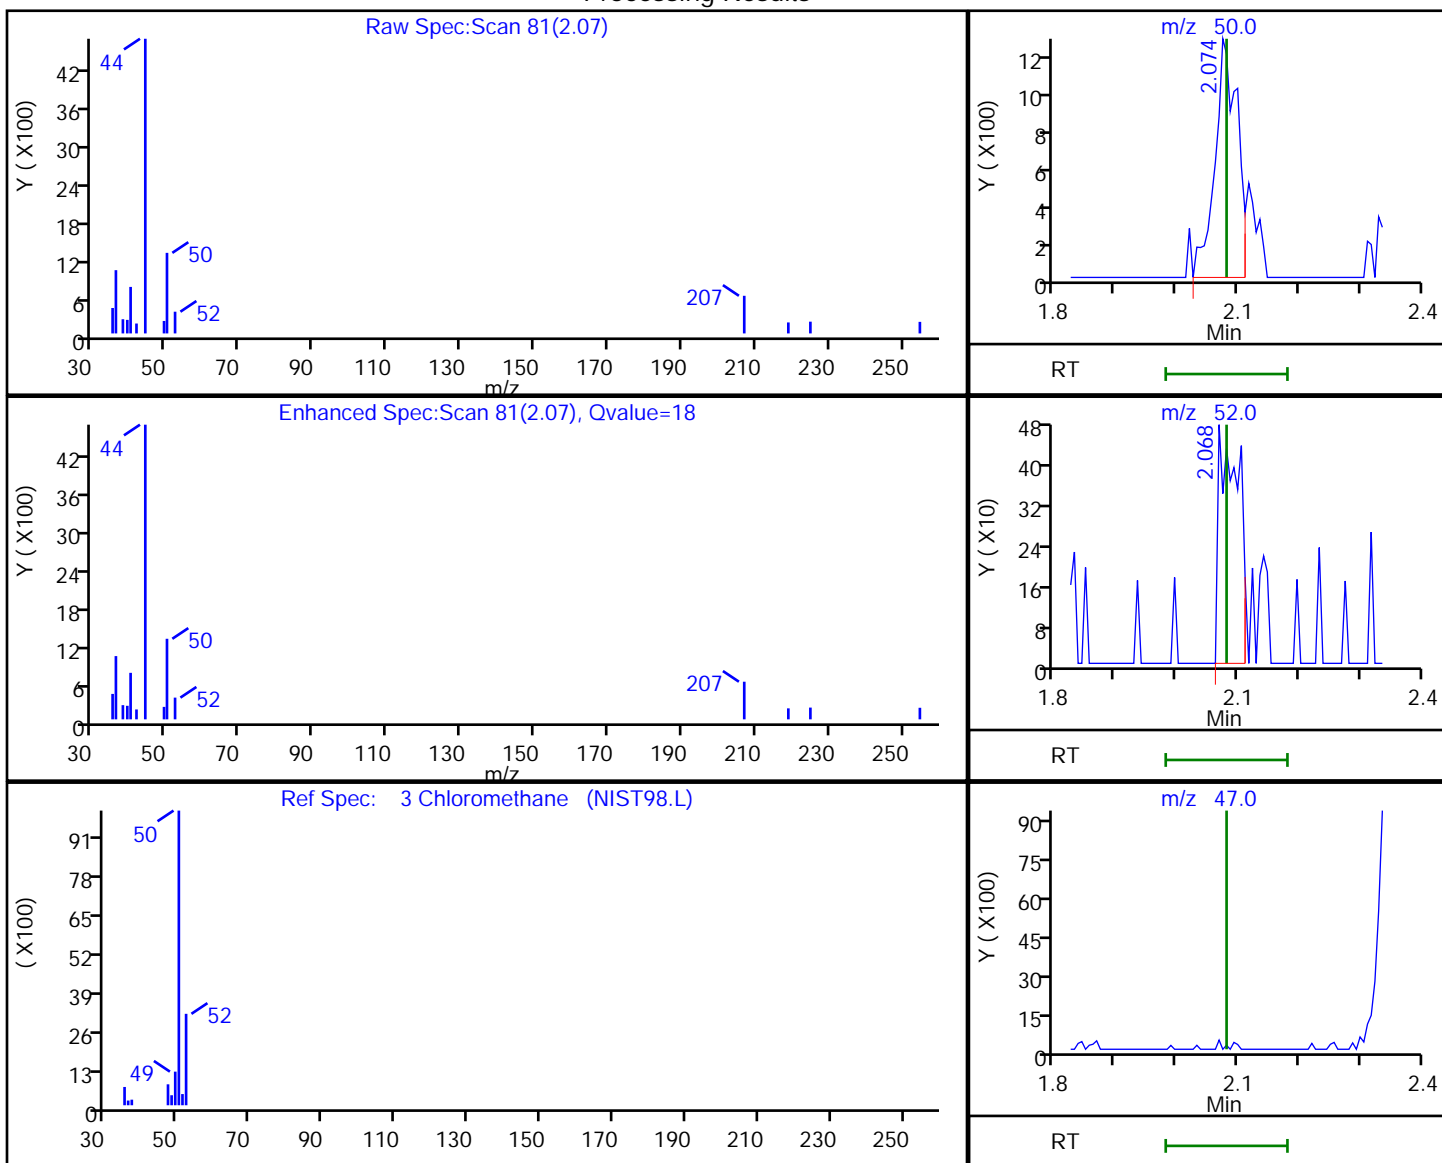 Processing Results
Raw Spec:Scan 81(2.07)
Y ( X100)
42
36
30
24
18
12
6
0
44
50
52
207
30 50 70 90 110 130 150 170 190 210 230 250
m/z
m/z 50.0
Y ( X100)
12
10
8
6
4
2
0
2.074
1.8 2.1 2.4
Min
RT
Enhanced Spec:Scan 81(2.07), Qvalue=18
Y ( X100)
42
36
30
24
18
12
6
0
44
50
52
207
30 50 70 90 110 130 150 170 190 210 230 250
m/z
m/z 52.0
Y ( X10)
48
40
32
24
16
8
0
2.068
1.8 2.1 2.4
Min
RT
Ref Spec: 3 Chloromethane (NIST98.L)
( X100)
91
78
65
52
39
26
13
0
50
52
49
30 50 70 90 110 130 150 170 190 210 230 250
m/z 47.0
Y ( X100)
90
75
60
45
30
15
0
1.8 2.1 2.4
Min
RT